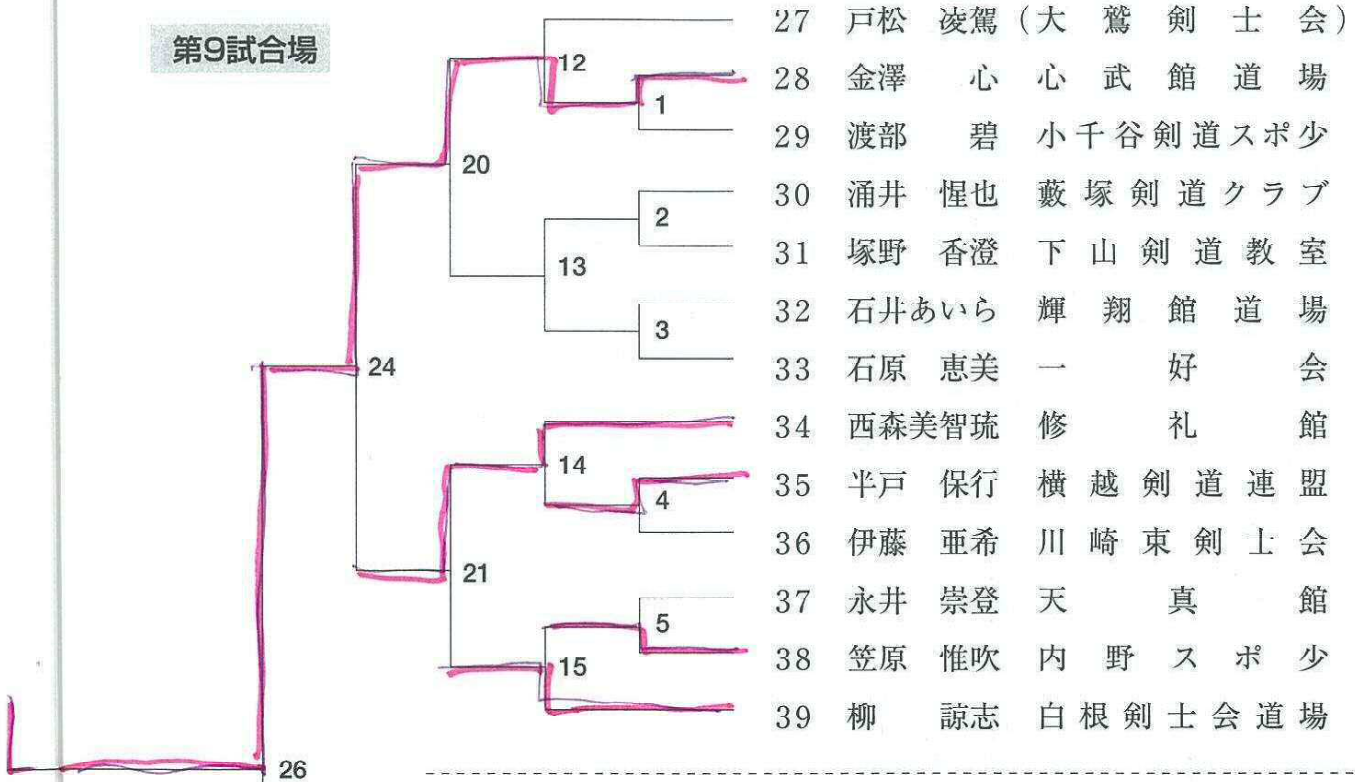 第9試合場
27 戸松 凌駕 (大鷲剣士会)
28 金澤 心 心武館道場
29 渡部 碧 小千谷剣道スポ少
30 涌井 惺也 藪塚剣道クラブ
31 塚野 香澄 下山剣道教室
32 石井あいら 輝翔館道場
33 石原 恵美 一好会
34 西森美智琉 修礼館
35 半戸 保行 横越剣道連盟
36 伊藤 亜希 川崎東剣士会
37 永井 崇登 天真館
38 笠原 惟吹 内野スポ少
39 柳 諒志 白根剣士会道場
12
1
20
2
13
3
24
14
4
21
5
15
26